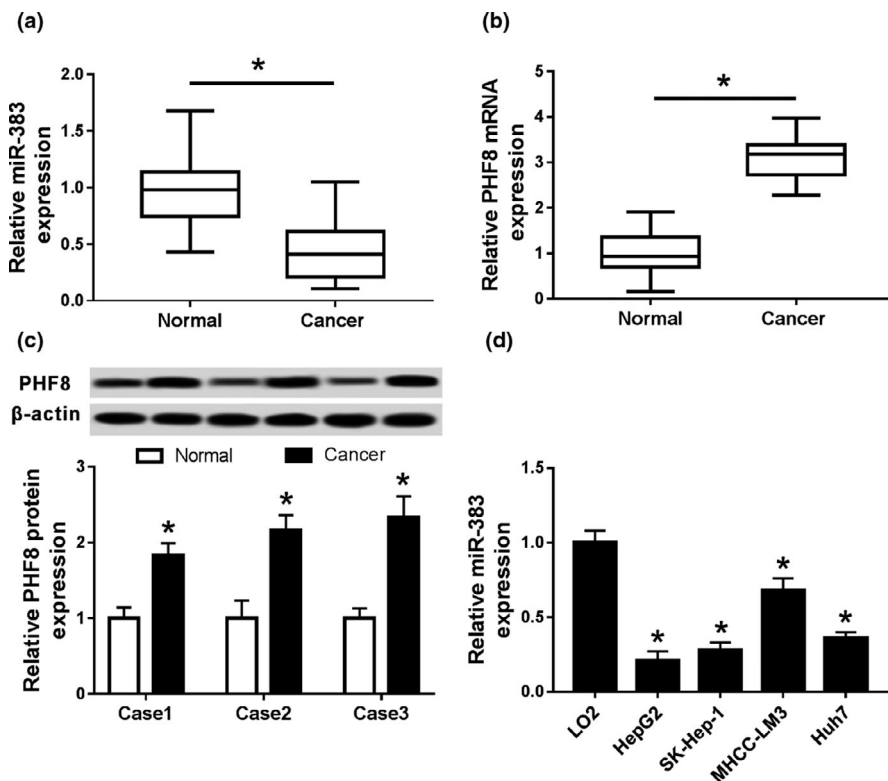 (a)
Relative miR-383
expression
2.0
1.5
1.0
0.5
0.0
*
Normal
Cancer
(b)
Relative PHF8 mRNA
expression
5
4
3
2
1
0
*
Normal
Cancer
(c)
PHF8
β-actin
Normal
Cancer
Relative PHF8 protein
expression
3
2
1
0
*
*
*
Case1
Case2
Case3
(d)
Relative miR-383
expression
1.5
1.0
0.5
0.0
*
*
*
*
LO2
HepG2
SK-Hep-1
MHCC-LM3
Huh7